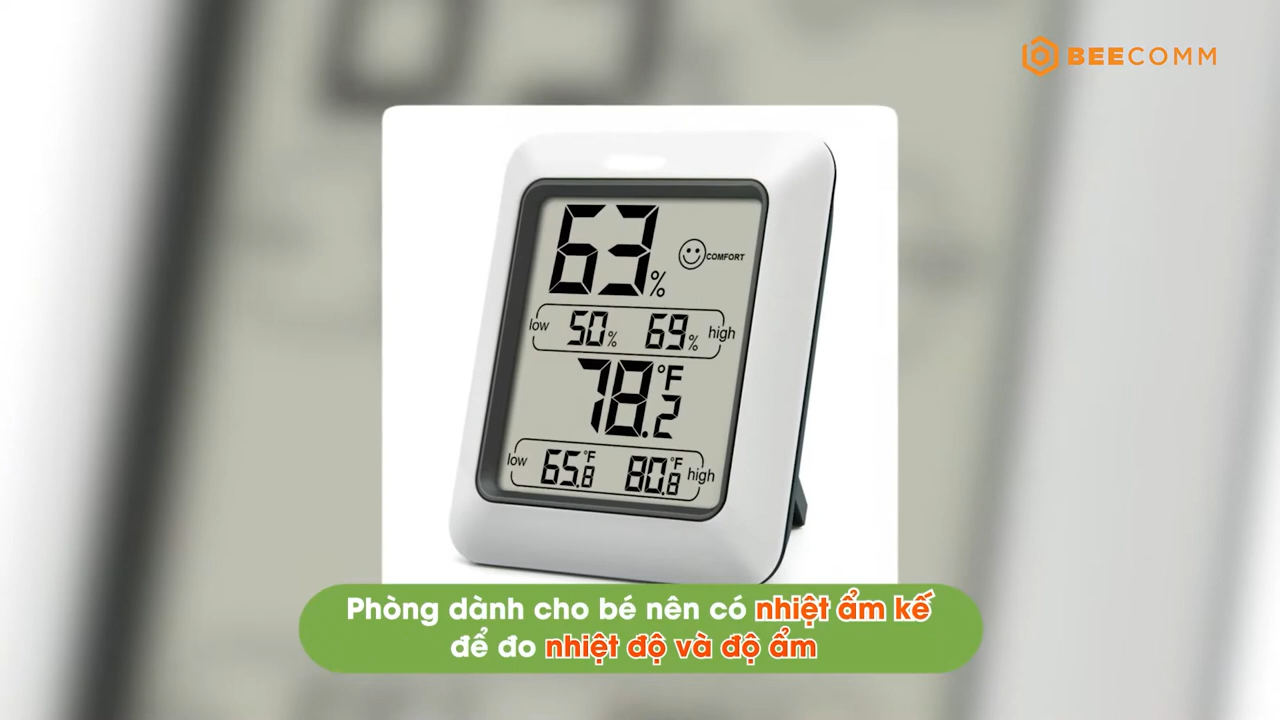 BEECOMM
63%
COMFORT
low 50% 69% high
78.2 °F
low 65.8 °F 80.8 °F high
Phòng dành cho bé nên có nhiệt ẩm kế
để đo nhiệt độ và độ ẩm